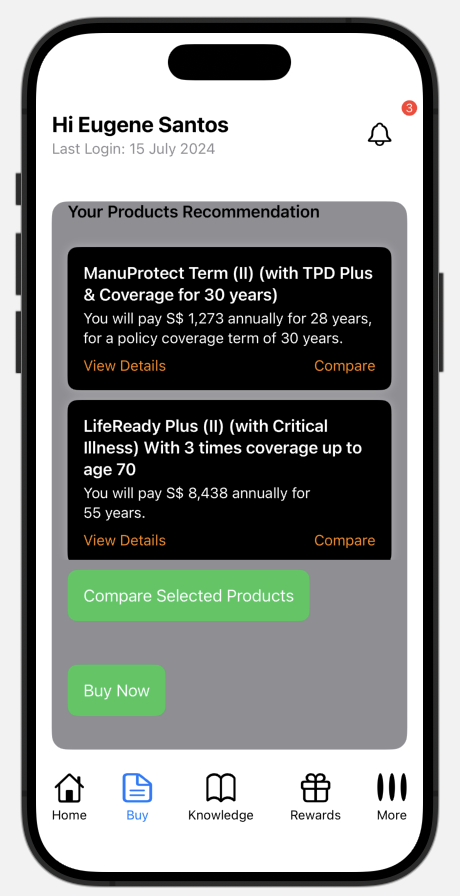 3
Hi Eugene Santos
Last Login: 15 July 2024
Your Products Recommendation
ManuProtect Term (II) (with TPD Plus
& Coverage for 30 years)
You will pay S$ 1,273 annually for 28 years,
for a policy coverage term of 30 years.
View Details Compare
LifeReady Plus (II) (with Critical
Illness) With 3 times coverage up to
age 70
You will pay S$ 8,438 annually for
55 years.
View Details Compare
Compare Selected Products
Buy Now
Home Buy Knowledge Rewards More